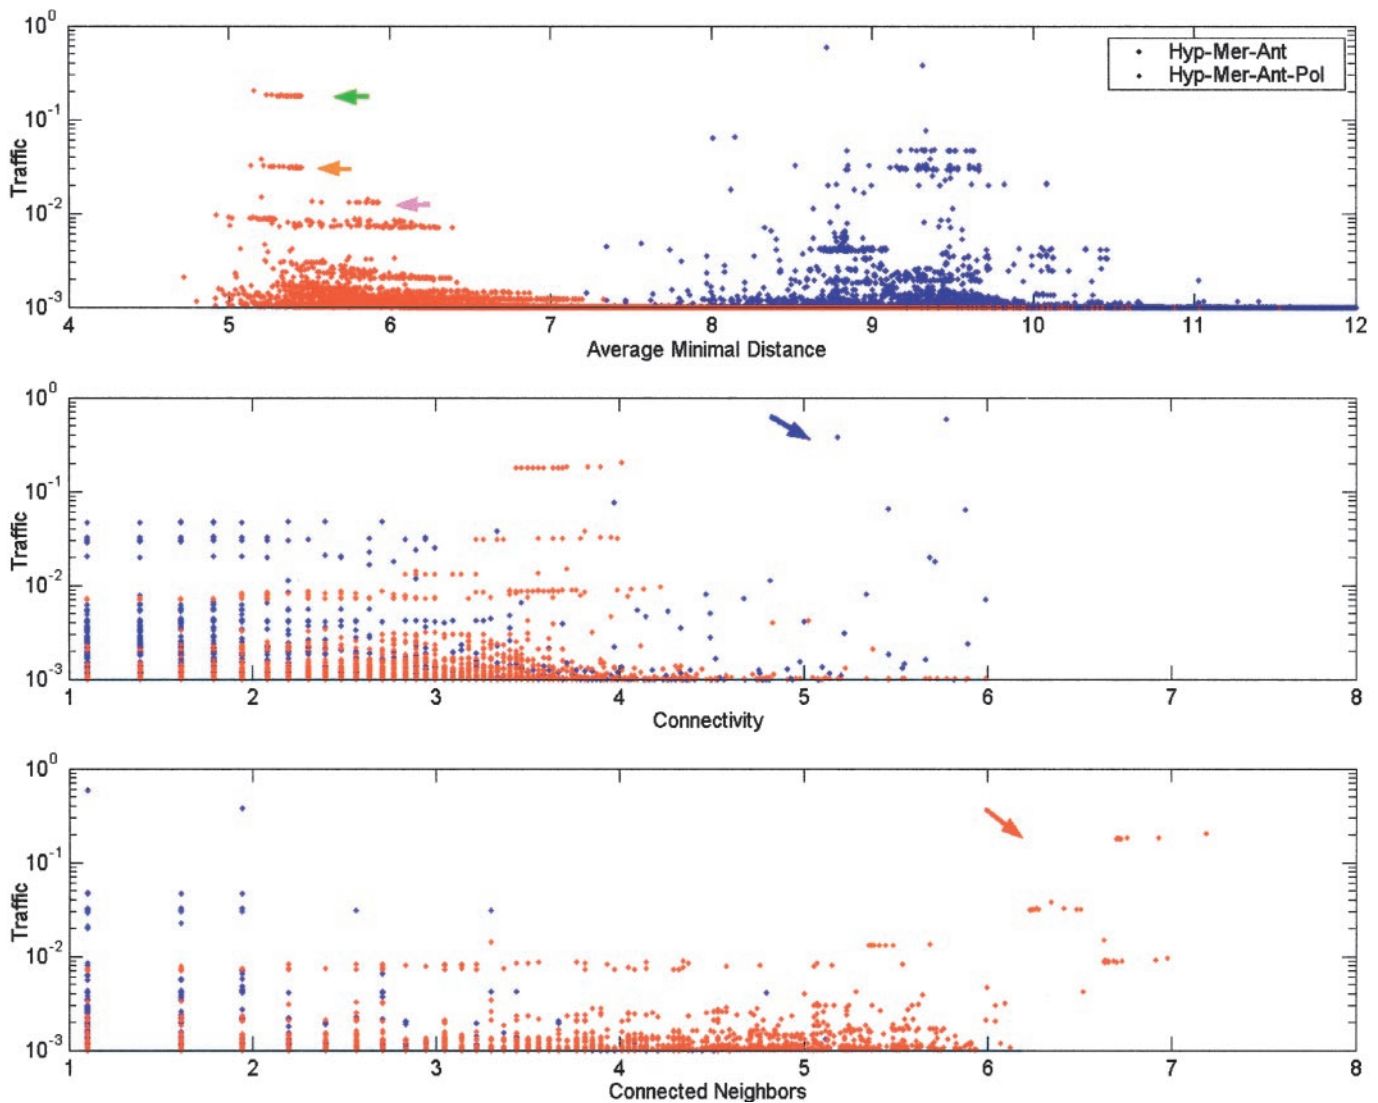 10^0
10^-1
10^-2
10^-3
Traffic
4 5 6 7 8 9 10 11 12
Average Minimal Distance
Hyp-Mer-Ant
Hyp-Mer-Ant-Pol
10^0
10^-1
10^-2
10^-3
Traffic
1 2 3 4 5 6 7 8
Connectivity
10^0
10^-1
10^-2
10^-3
Traffic
1 2 3 4 5 6 7 8
Connected Neighbors